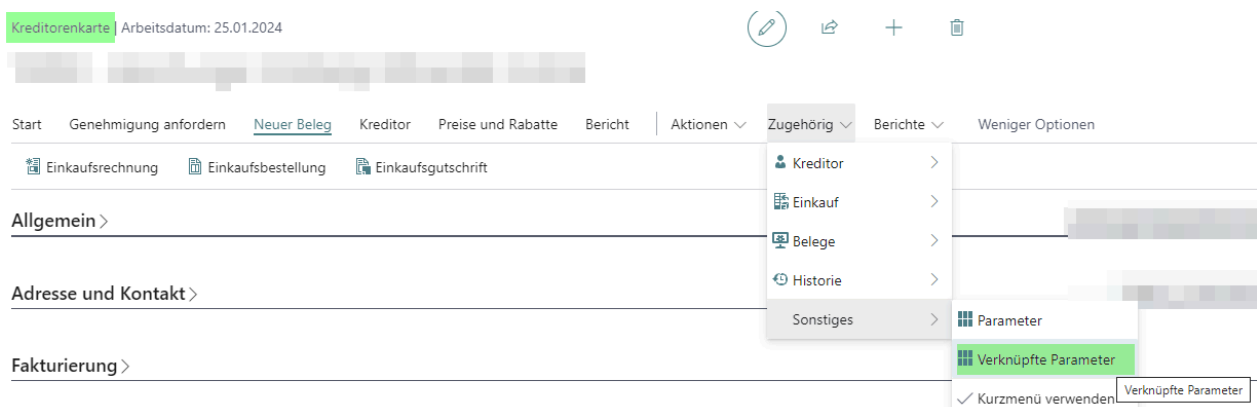 Kreditorenkarte | Arbeitsdatum: 25.01.2024
Start Genehmigung anfordern Neuer Beleg Kreditor Preise und Rabatte Bericht Aktionen Zugehörig Berichte Weniger Optionen
Einkaufsrechnung Einkaufsbestellung Einkaufsgutschrift
Kreditor
Einkauf
Belege
Historie
Sonstiges
Parameter
Verknüpfte Parameter
Kurzmenü verwenden
Verknüpfte Parameter
Allgemein
Adresse und Kontakt
Fakturierung